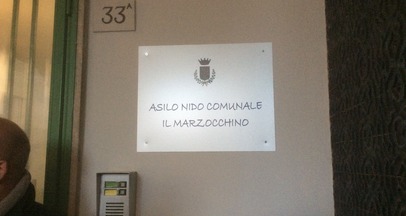 33A
ASILO NIDO COMUNALE
IL MARZOCCHINO